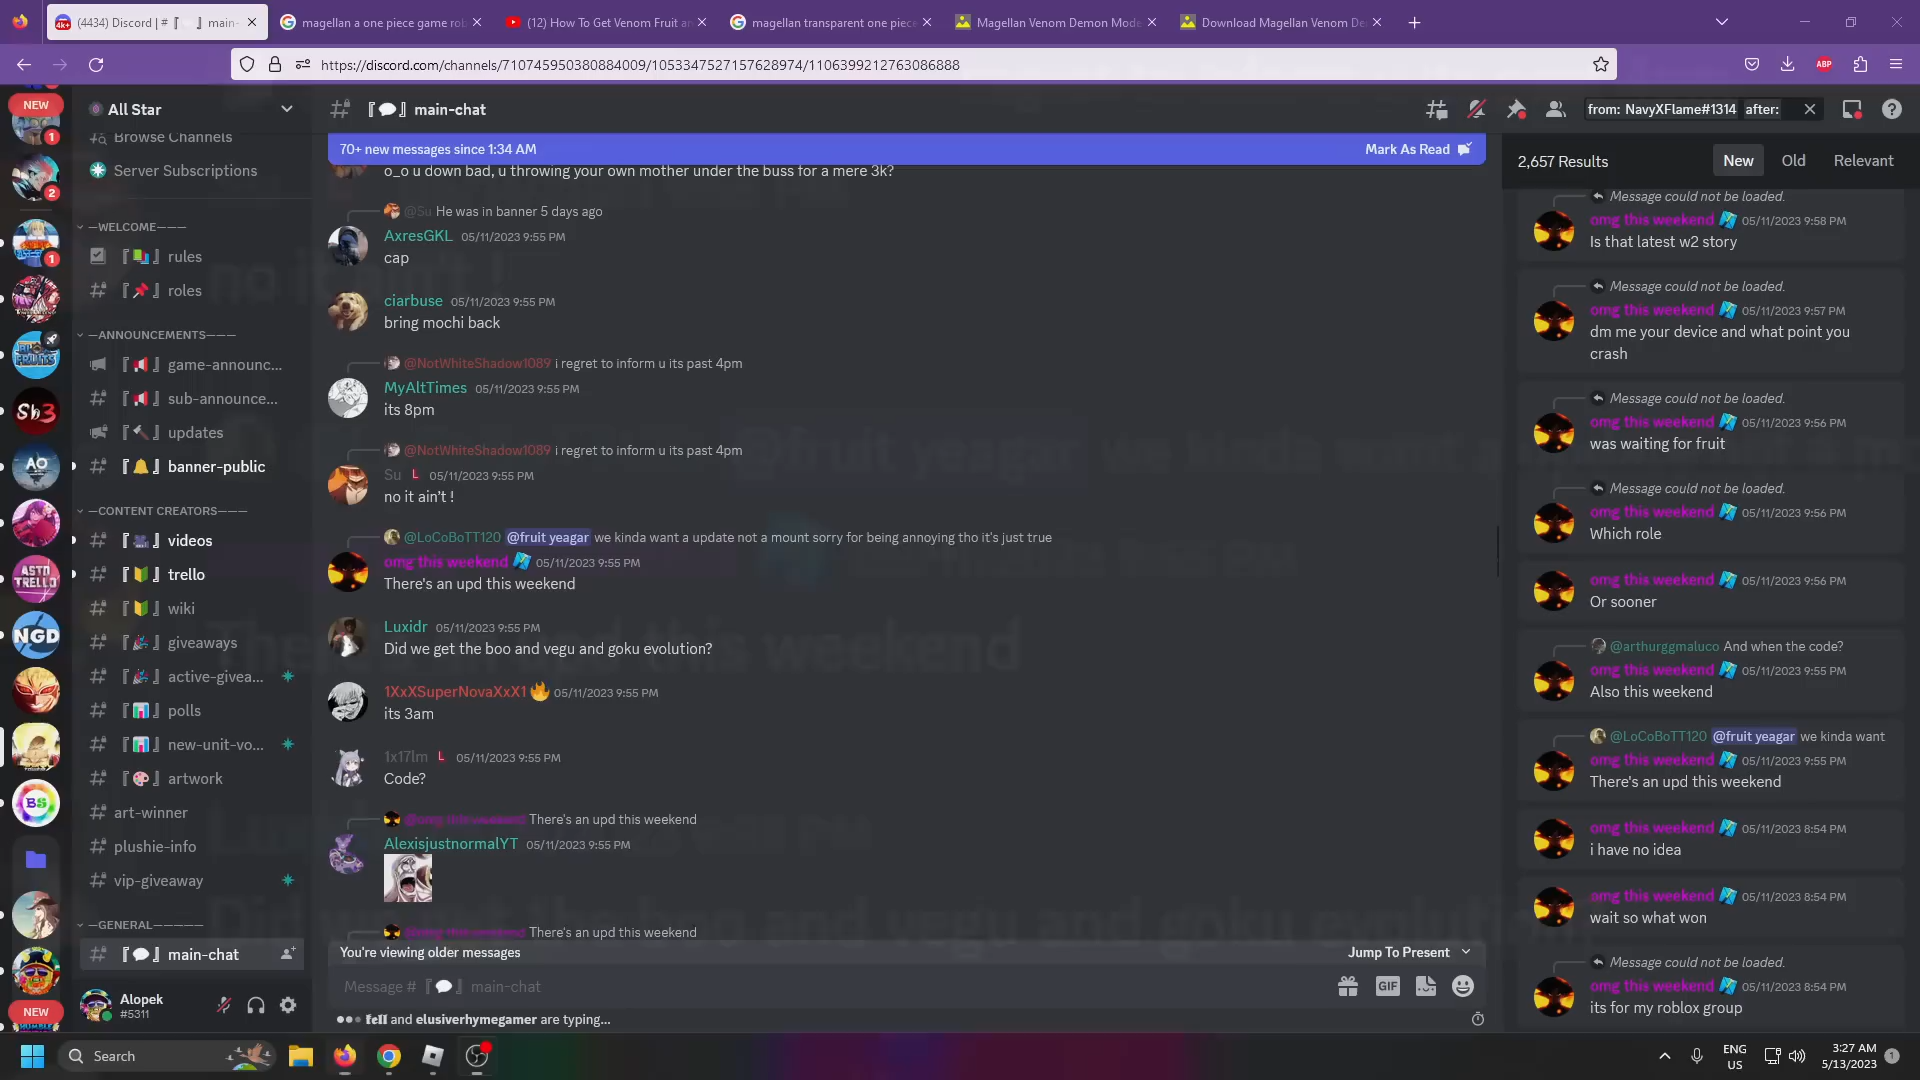 (4434) Discord | # 『💬』main-
magellan a one piece game rob
(12) How To Get Venom Fruit an
magellan transparent one piece
Magellan Venom Demon Mode
Download Magellan Venom De
https://discord.com/channels/710745950380884009/1053347527157628974/1106399212763086888
ABP
NEW
1
2
1
Sb3
AO
ASTD TRELLO
NGD
BS
NEW
All Star
Browse Channels
Server Subscriptions
—WELCOME———
『📗』rules
『📌』roles
—ANNOUNCEMENTS———
『📢』game-announc...
『📢』sub-announce...
『🔨』updates
『🔔』banner-public
—CONTENT CREATORS———
『🎮』videos
『🔰』trello
『🔰』wiki
『🎉』giveaways
『🎉』active-givea...
『📊』polls
『📊』new-unit-vo...
『🎨』artwork
art-winner
plushie-info
vip-giveaway
—GENERAL—————
『💬』main-chat
Alopek
#5311
『💬』main-chat
70+ new messages since 1:34 AM
Mark As Read
o_o u down bad, u throwing your own mother under the buss for a mere 3k?
@Su He was in banner 5 days ago
AxresGKL 05/11/2023 9:55 PM
cap
ciarbuse 05/11/2023 9:55 PM
bring mochi back
@NotWhiteShadow1089 i regret to inform u its past 4pm
MyAltTimes 05/11/2023 9:55 PM
its 8pm
@NotWhiteShadow1089 i regret to inform u its past 4pm
Su L 05/11/2023 9:55 PM
no it ain't !
@LoCoBoTT120 @fruit yeagar we kinda want a update not a mount sorry for being annoying tho it's just true
omg this weekend 05/11/2023 9:55 PM
There's an upd this weekend
Luxidr 05/11/2023 9:55 PM
Did we get the boo and vegu and goku evolution?
1XxXSuperNovaXxX1🔥 05/11/2023 9:55 PM
its 3am
1x17lm L 05/11/2023 9:55 PM
Code?
@omg this weekend There's an upd this weekend
AlexisjustnormalYT 05/11/2023 9:55 PM
@omg this weekend There's an upd this weekend
You're viewing older messages
Jump To Present
Message #『💬』main-chat
GIF
fell and elusiverhymegamer are typing...
from: NavyXFlame#1314 after:
2,657 Results
New
Old
Relevant
Message could not be loaded.
omg this weekend 05/11/2023 9:58 PM
Is that latest w2 story
Message could not be loaded.
omg this weekend 05/11/2023 9:57 PM
dm me your device and what point you
crash
Message could not be loaded.
omg this weekend 05/11/2023 9:56 PM
was waiting for fruit
Message could not be loaded.
omg this weekend 05/11/2023 9:56 PM
Which role
omg this weekend 05/11/2023 9:56 PM
Or sooner
@arthurggmaluco And when the code?
omg this weekend 05/11/2023 9:55 PM
Also this weekend
@LoCoBoTT120 @fruit yeagar we kinda want
omg this weekend 05/11/2023 9:55 PM
There's an upd this weekend
omg this weekend 05/11/2023 8:54 PM
i have no idea
omg this weekend 05/11/2023 8:54 PM
wait so what won
Message could not be loaded.
omg this weekend 05/11/2023 8:54 PM
its for my roblox group
Search
ENG
US
3:27 AM
5/13/2023
1